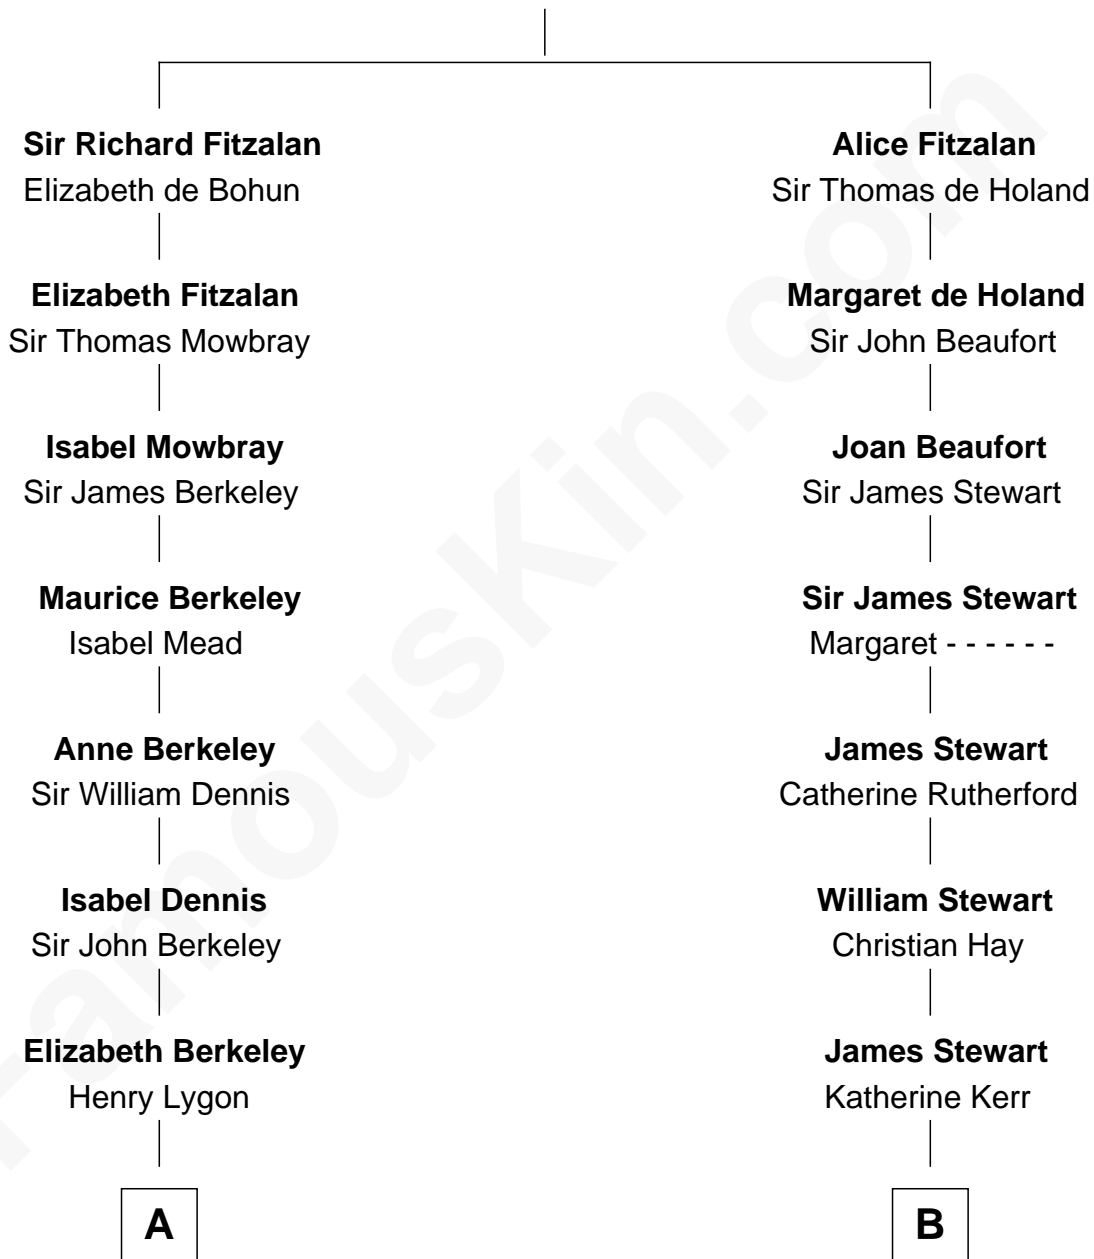 Sir Richard Fitzalan
Elizabeth de Bohun
Elizabeth Fitzalan
Sir Thomas Mowbray
Isabel Mowbray
Sir James Berkeley
Maurice Berkeley
Isabel Mead
Anne Berkeley
Sir William Dennis
Isabel Dennis
Sir John Berkeley
Elizabeth Berkeley
Henry Lygon
A
Alice Fitzalan
Sir Thomas de Holand
Margaret de Holand
Sir John Beaufort
Joan Beaufort
Sir James Stewart
Sir James Stewart
Margaret - - - - - -
James Stewart
Catherine Rutherford
William Stewart
Christian Hay
James Stewart
Katherine Kerr
B
FamousKin.com